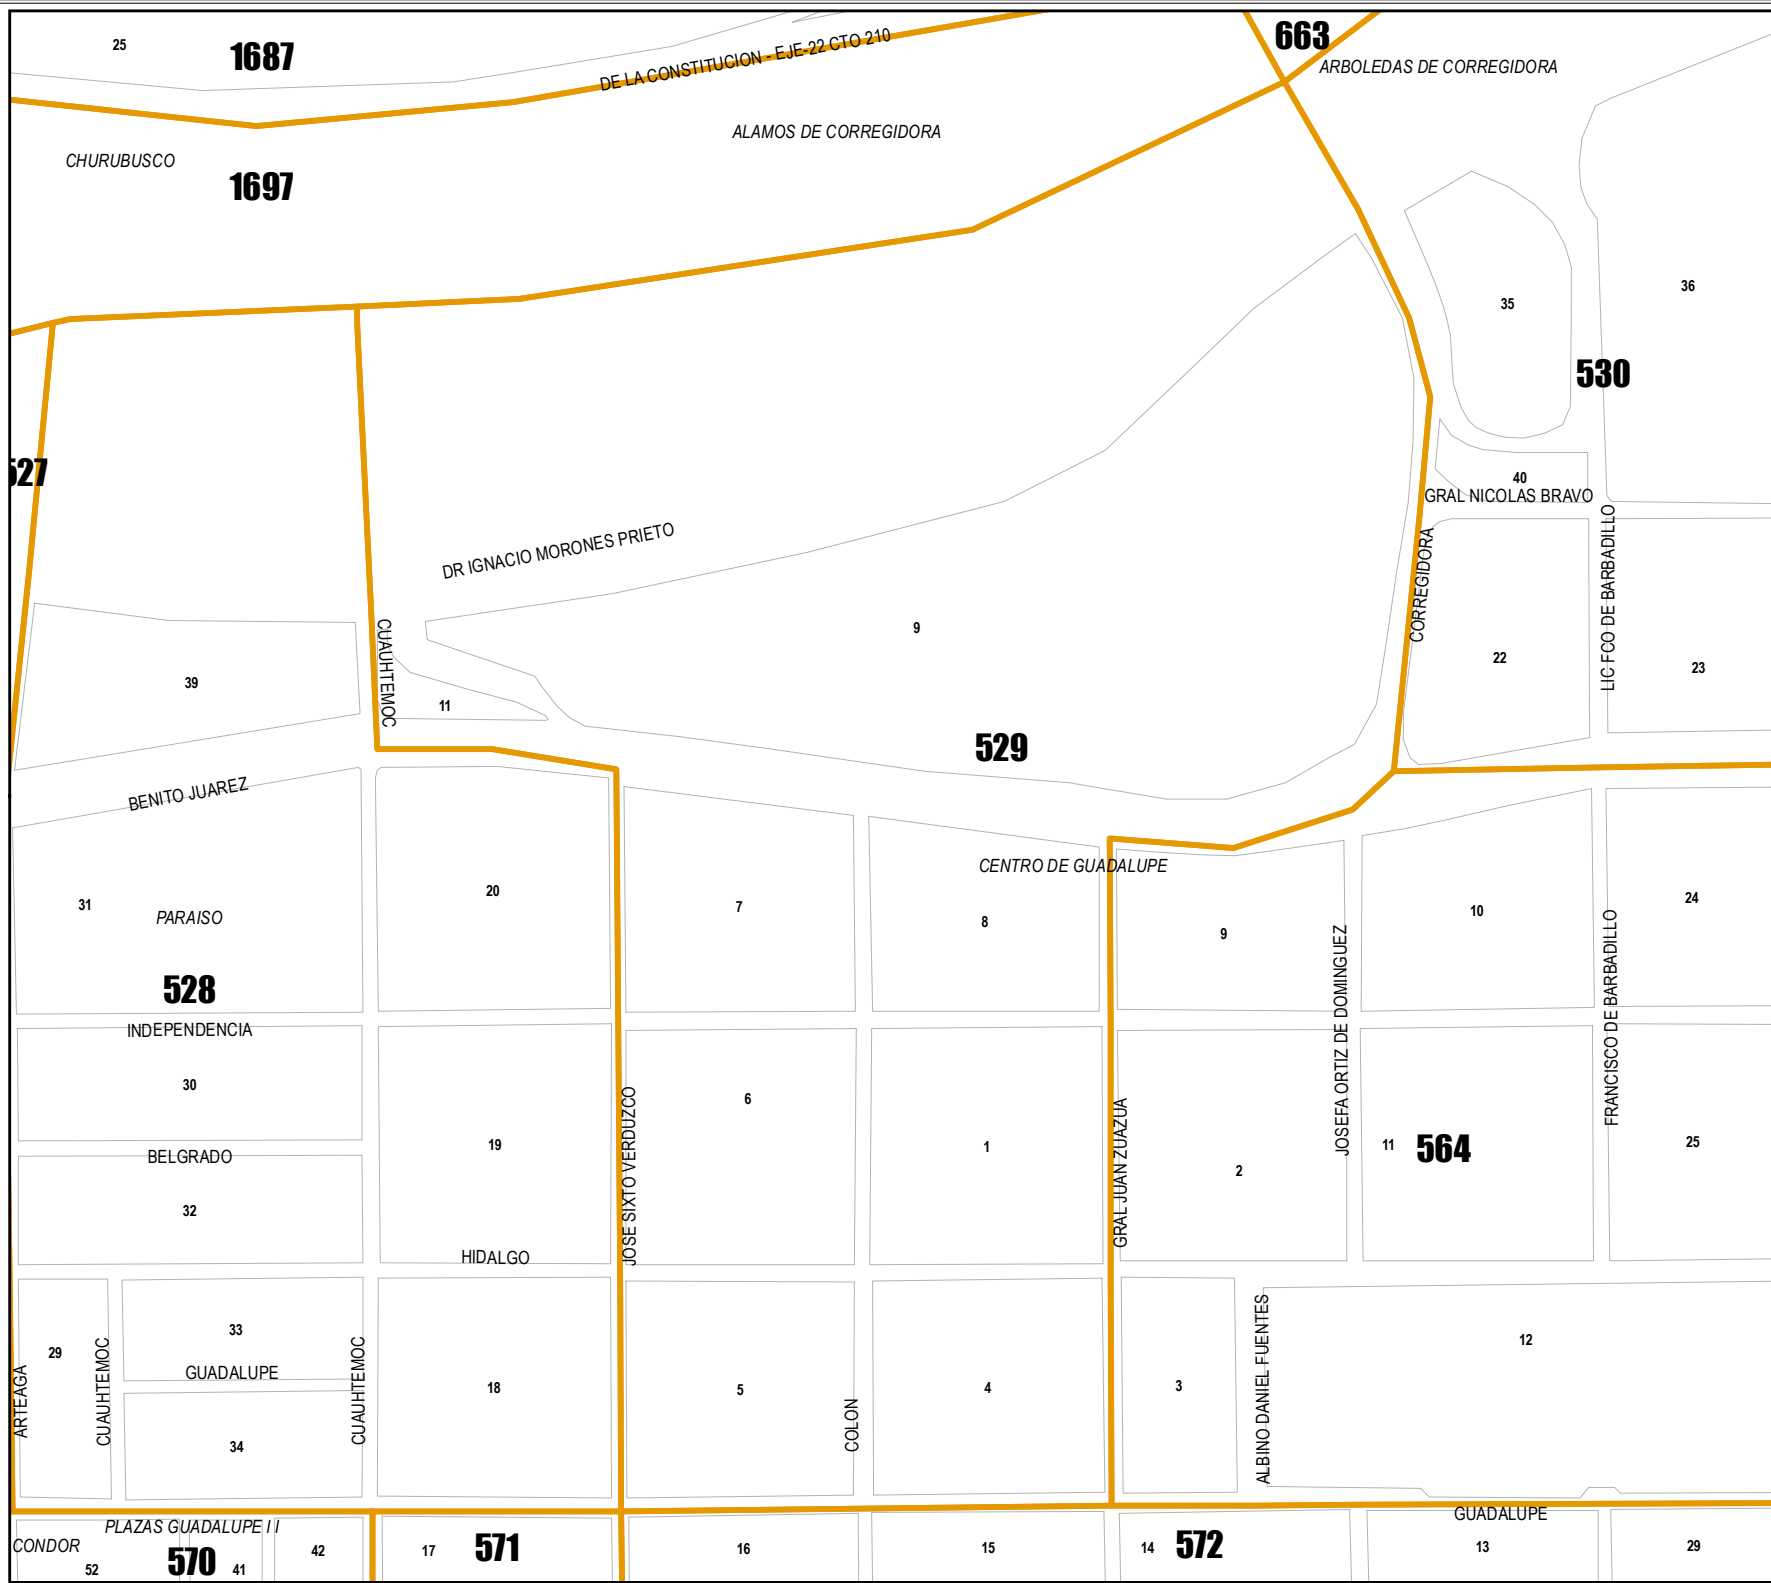 25
1687
663
DE LA CONSTITUCION - EJE-22 CTO 210
ARBOLEDAS DE CORREGIDORA
ALAMOS DE CORREGIDORA
CHURUBUSCO
1697
36
35
530
527
40
GRAL NICOLAS BRAVO
DR IGNACIO MORONES PRIETO
CORREGIDORA
LIC FCO DE BARBADILLO
9
22
23
39
CUAUHTEMOC
11
529
BENITO JUAREZ
CENTRO DE GUADALUPE
31
PARAISO
20
7
8
9
10
24
528
JOSEFA ORTIZ DE DOMINGUEZ
FRANCISCO DE BARBADILLO
INDEPENDENCIA
30
6
19
1
2
11
564
25
BELGRADO
JOSE SIXTO VERDUZCO
GRAL JUAN ZUAZUA
32
HIDALGO
33
29
GUADALUPE
ARTEAGA
CUAUHTEMOC
CUAUHTEMOC
18
5
4
3
12
ALBINO DANIEL FUENTES
COLON
34
GUADALUPE
PLAZAS GUADALUPE I I
CONDOR
52
570
41
42
17
571
16
15
14
572
13
29